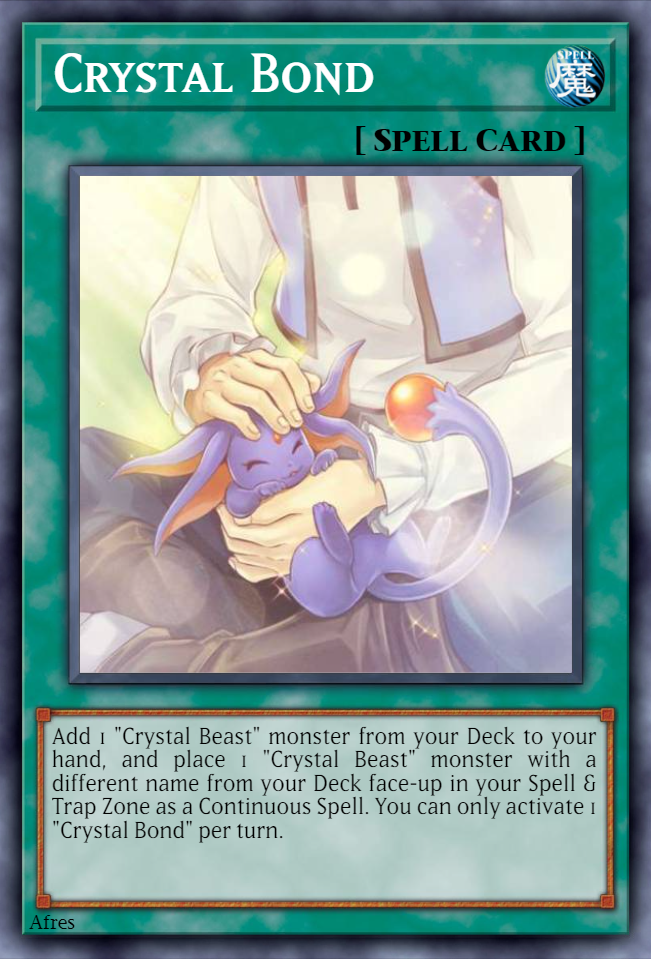 Crystal Bond
SPELL
魔
[ Spell Card ]
Add 1 "Crystal Beast" monster from your Deck to your
hand, and place 1 "Crystal Beast" monster with a
different name from your Deck face-up in your Spell &
Trap Zone as a Continuous Spell. You can only activate 1
"Crystal Bond" per turn.
Afres